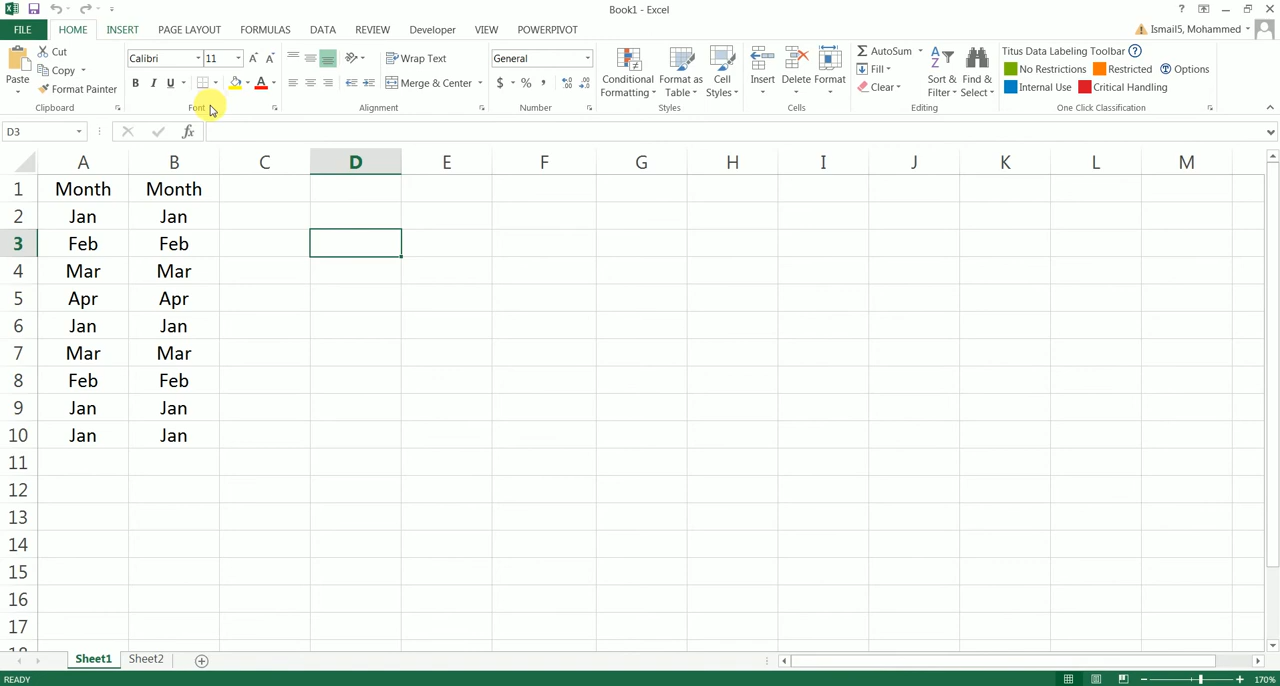 Book1 - Excel
FILE HOME INSERT PAGE LAYOUT FORMULAS DATA REVIEW VIEW Developer POWERPIVOT Ismail5, Mohammed
Paste
Cut
Copy
Format Painter
Clipboard
Calibri 11
B I U
Font
Wrap Text
Merge & Center
Alignment
General
$ % ,
Number
Conditional Formatting
Format as Table
Cell Styles
Styles
Insert
Delete
Format
Cells
AutoSum
Fill
Clear
Sort & Filter
Find & Select
Editing
Titus Data Labeling Toolbar
No Restrictions Restricted Options
Internal Use Critical Handling
One Click Classification
D3 fx
A B C D E F G H I J K L M
1 Month Month
2 Jan Jan
3 Feb Feb
4 Mar Mar
5 Apr Apr
6 Jan Jan
7 Mar Mar
8 Feb Feb
9 Jan Jan
10 Jan Jan
11
12
13
14
15
16
17
Sheet1 Sheet2
READY 170%